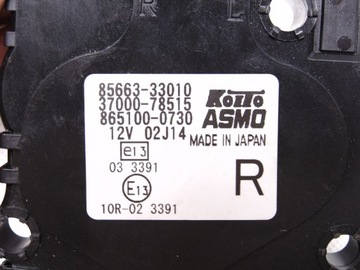 85663-33010
37000-78515
865100-0730
12V 02J14
Koito
ASMO
MADE IN JAPAN
e13
03 3391
E13
10R-02 3391
R